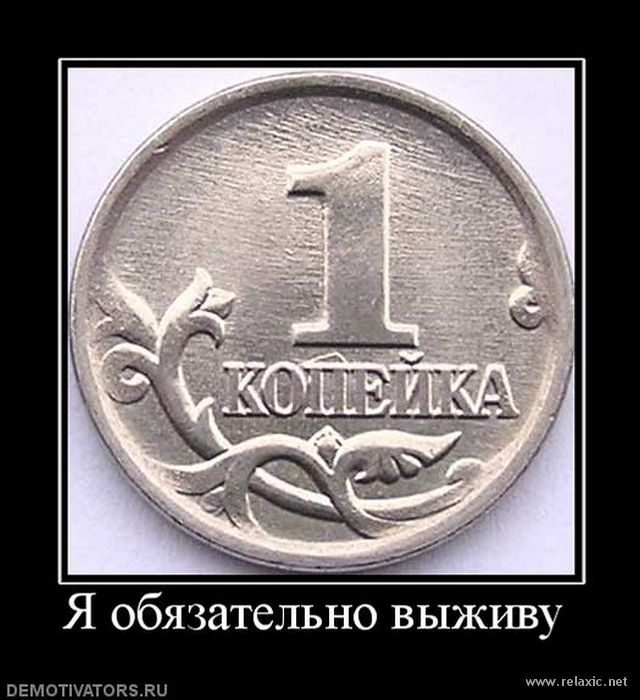 1
КОПЕЙКА
Я обязательно выживу
DEMOTIVATORS.RU
www.relaxic.net